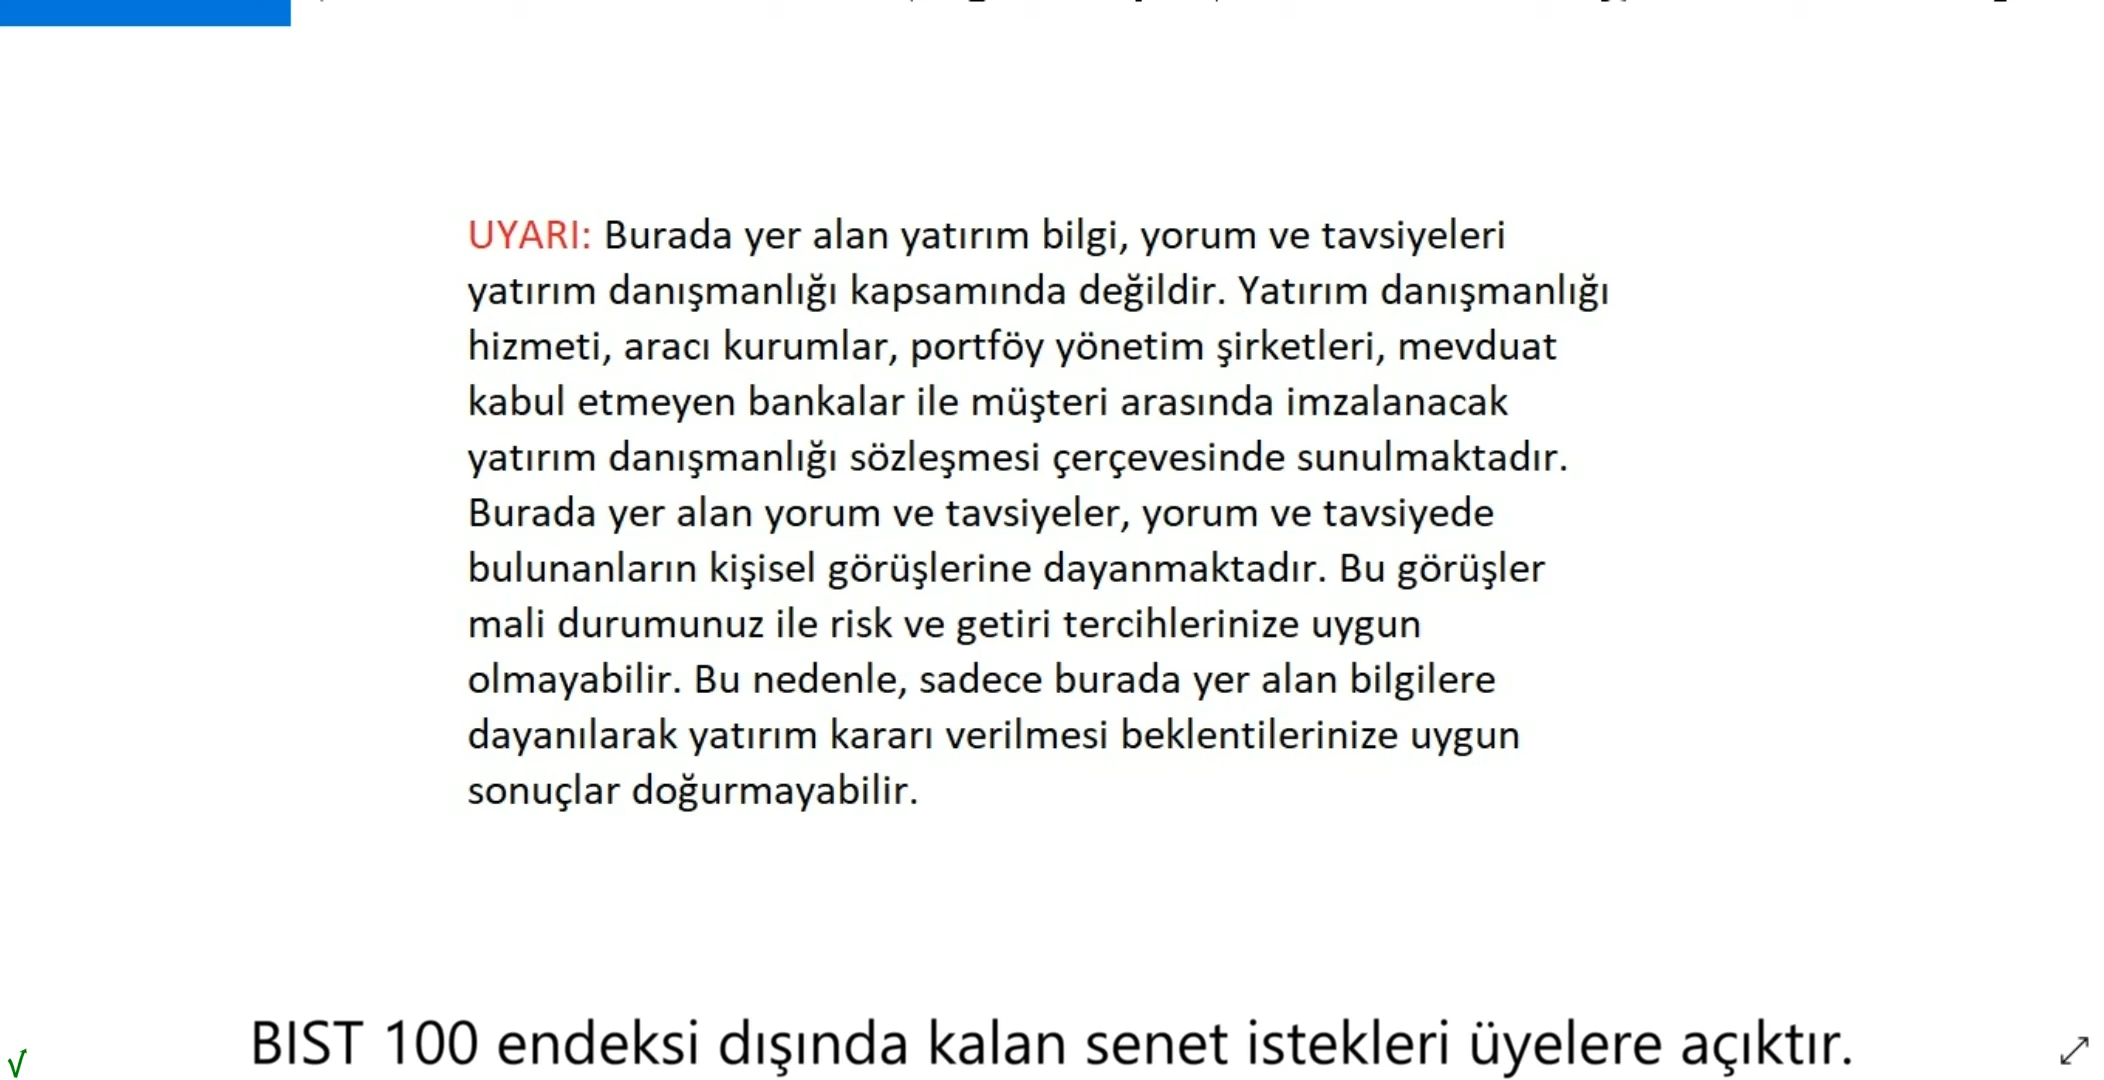 UYARI: Burada yer alan yatırım bilgi, yorum ve tavsiyeleri
yatırım danışmanlığı kapsamında değildir. Yatırım danışmanlığı
hizmeti, aracı kurumlar, portföy yönetim şirketleri, mevduat
kabul etmeyen bankalar ile müşteri arasında imzalanacak
yatırım danışmanlığı sözleşmesi çerçevesinde sunulmaktadır.
Burada yer alan yorum ve tavsiyeler, yorum ve tavsiyede
bulunanların kişisel görüşlerine dayanmaktadır. Bu görüşler
mali durumunuz ile risk ve getiri tercihlerinize uygun
olmayabilir. Bu nedenle, sadece burada yer alan bilgilere
dayanılarak yatırım kararı verilmesi beklentilerinize uygun
sonuçlar doğurmayabilir.
BIST 100 endeksi dışında kalan senet istekleri üyelere açıktır.